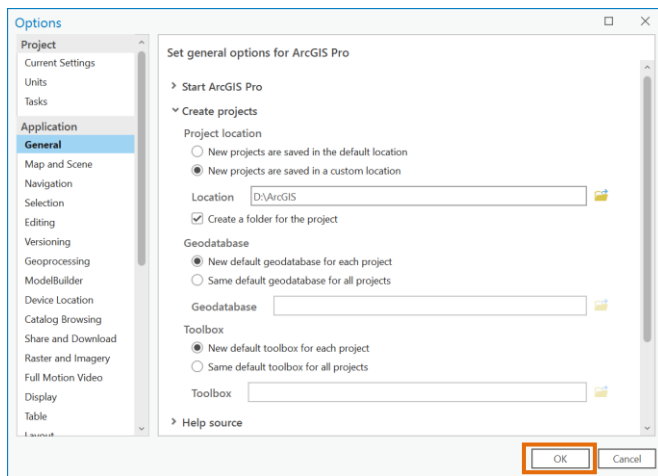 Options
Project
Current Settings
Units
Tasks
Application
General
Map and Scene
Navigation
Selection
Editing
Versioning
Geoprocessing
ModelBuilder
Device Location
Catalog Browsing
Share and Download
Raster and Imagery
Full Motion Video
Display
Table
Layout
Set general options for ArcGIS Pro
Start ArcGIS Pro
Create projects
Project location
New projects are saved in the default location
New projects are saved in a custom location
Location D:\ArcGIS
Create a folder for the project
Geodatabase
New default geodatabase for each project
Same default geodatabase for all projects
Geodatabase
Toolbox
New default toolbox for each project
Same default toolbox for all projects
Toolbox
Help source
OK Cancel